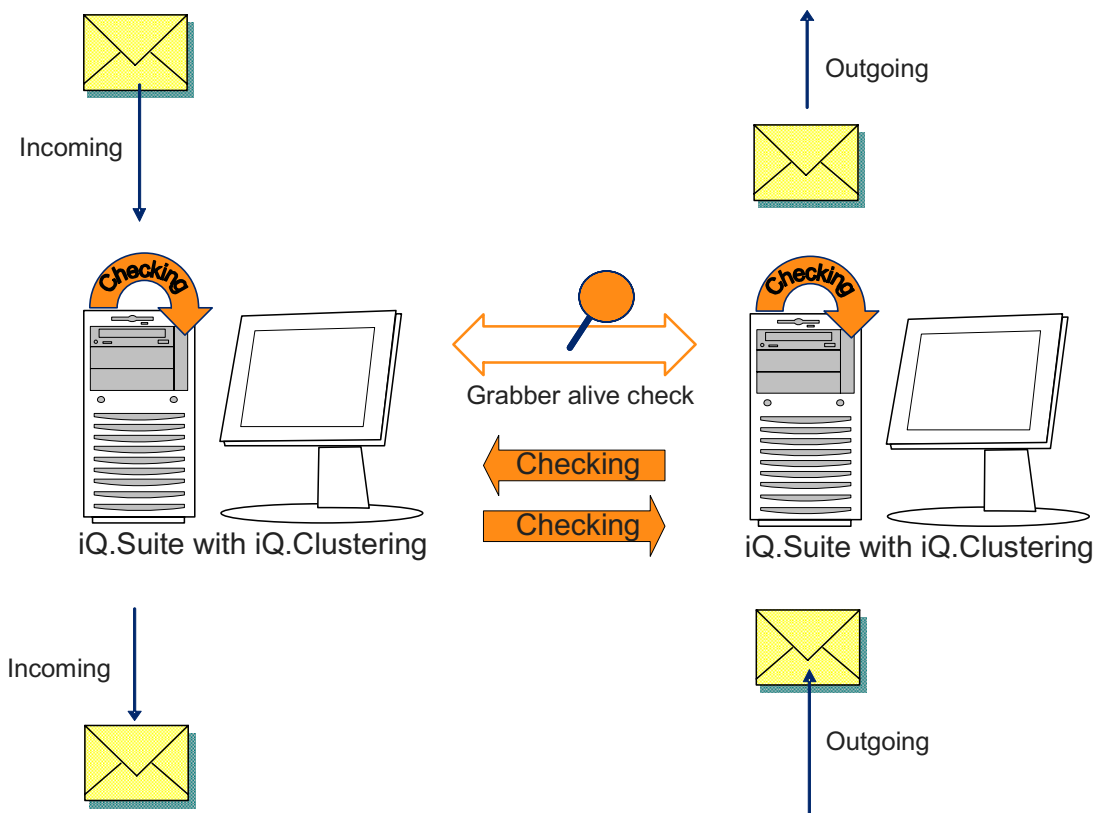 Outgoing
Incoming
Checking
Checking
Grabber alive check
Checking
Checking
iQ.Suite with iQ.Clustering
iQ.Suite with iQ.Clustering
Incoming
Outgoing